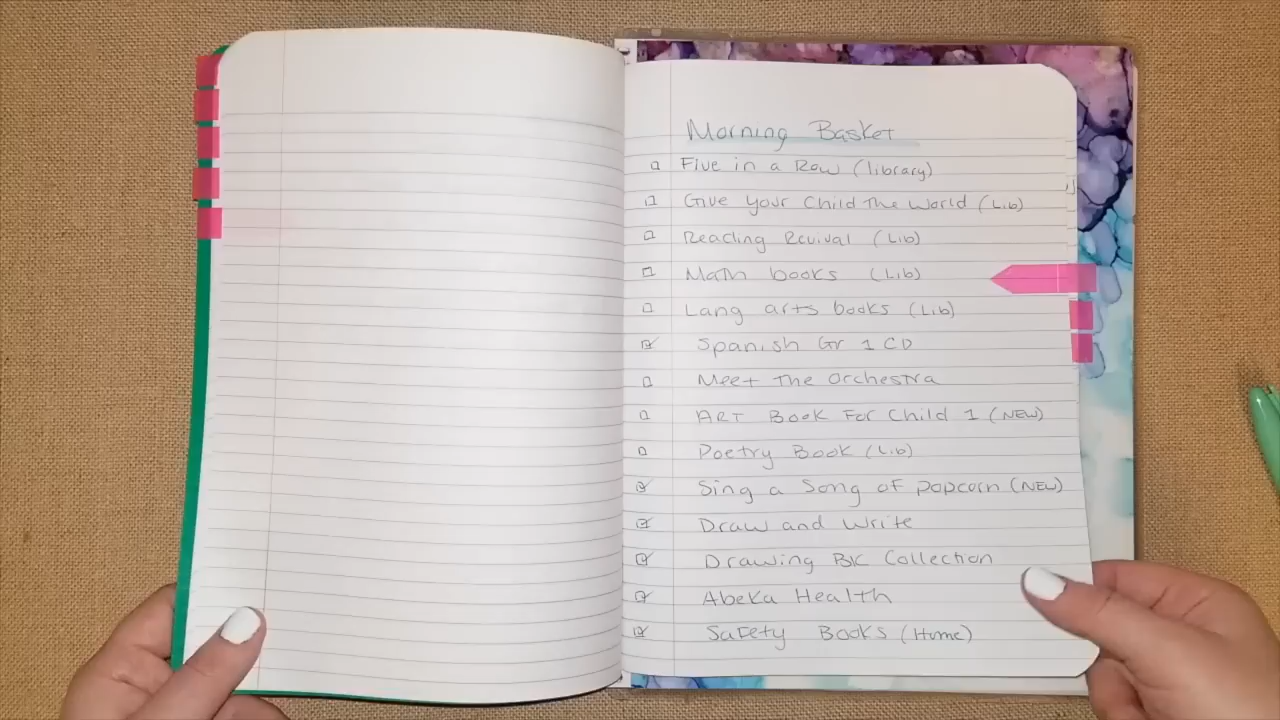 Morning Basket
Five in a Row (library)
Give Your Child The World (Lib)
Reading Revival (Lib)
Math books (Lib)
Lang arts books (Lib)
Spanish Gr 1 CD
Meet The Orchestra
ART Book For Child 1 (NEW)
Poetry Book (Lib)
Sing a Song of popcorn (NEW)
Draw and Write
Drawing BK Collection
Abeka Health
Safety Books (Home)